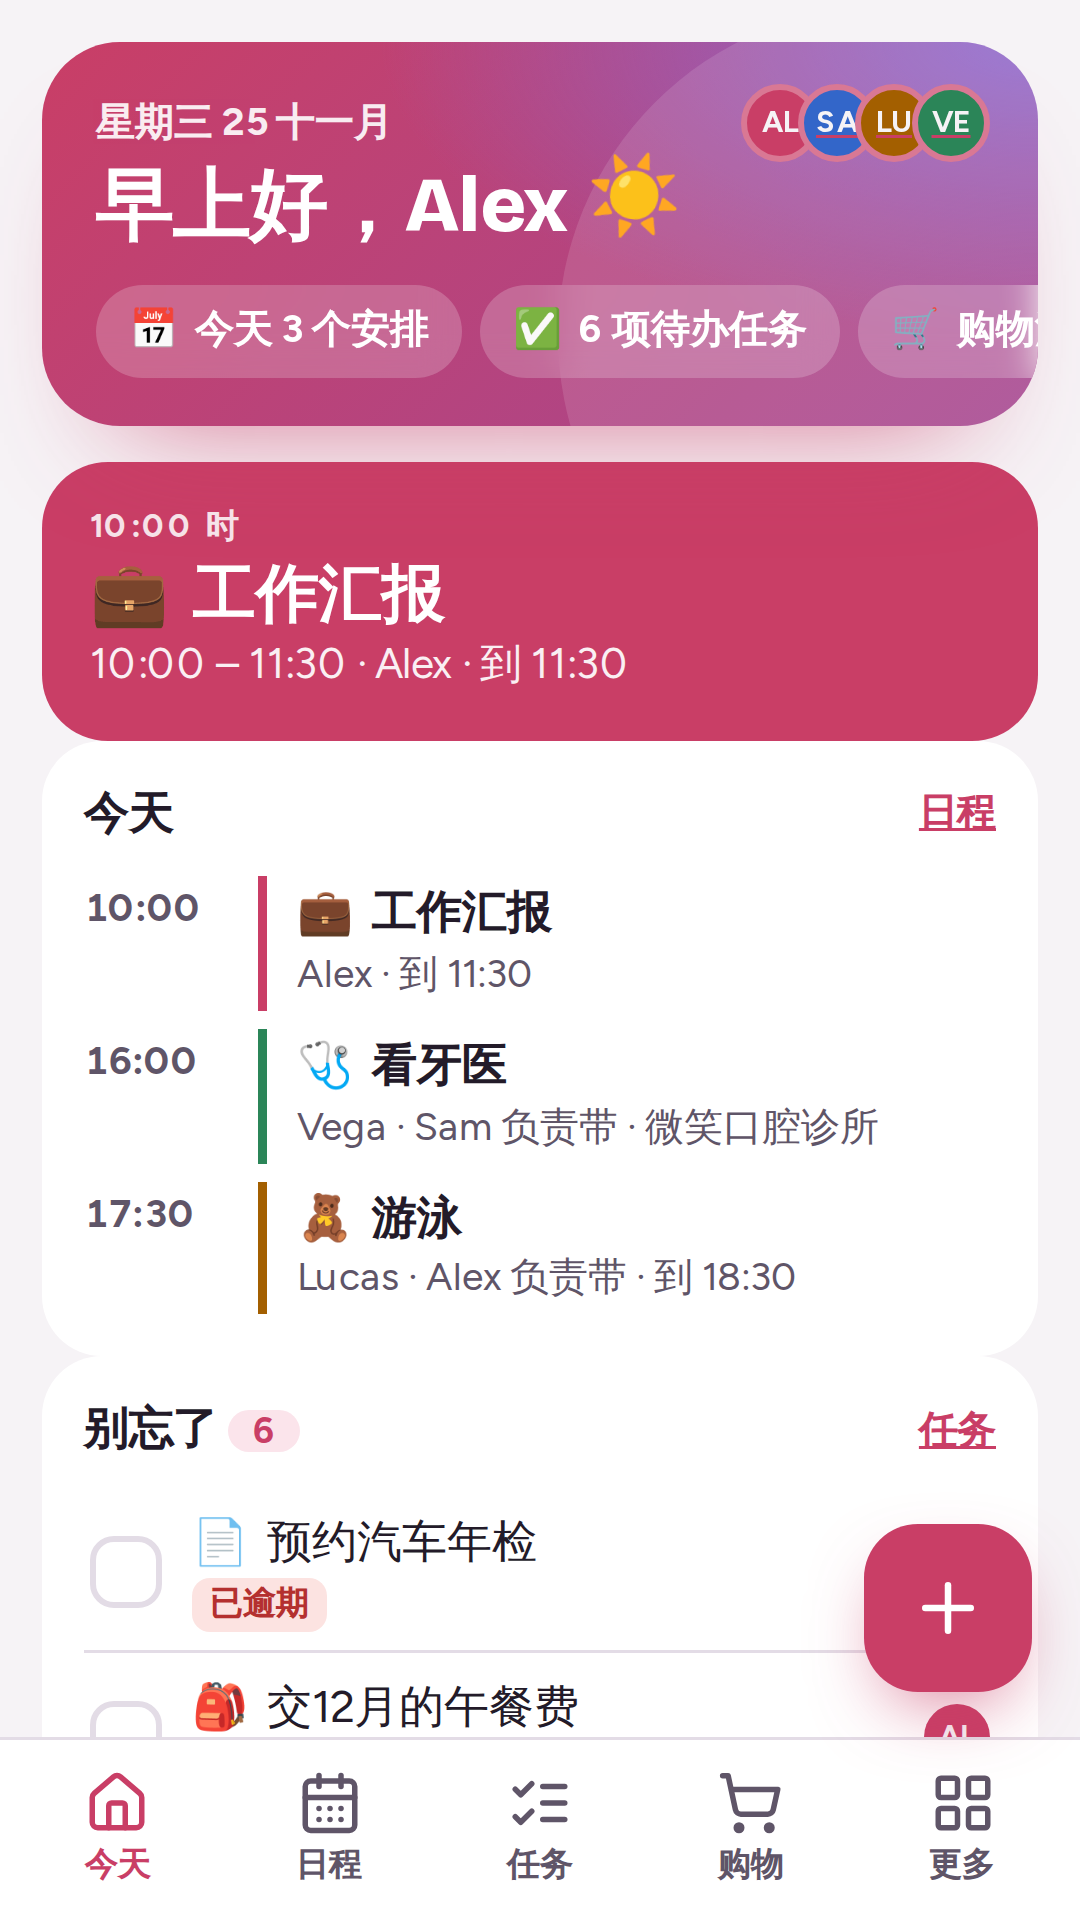 星期三 25 十一月
AL SA LU VE
早上好，Alex
今天 3 个安排
6 项待办任务
购物
10:00 时
工作汇报
10:00 – 11:30 · Alex · 到 11:30
今天
日程
10:00
工作汇报
Alex · 到 11:30
16:00
看牙医
Vega · Sam 负责带 · 微笑口腔诊所
17:30
游泳
Lucas · Alex 负责带 · 到 18:30
别忘了 6
任务
预约汽车年检
已逾期
交12月的午餐费
今天
日程
任务
购物
更多